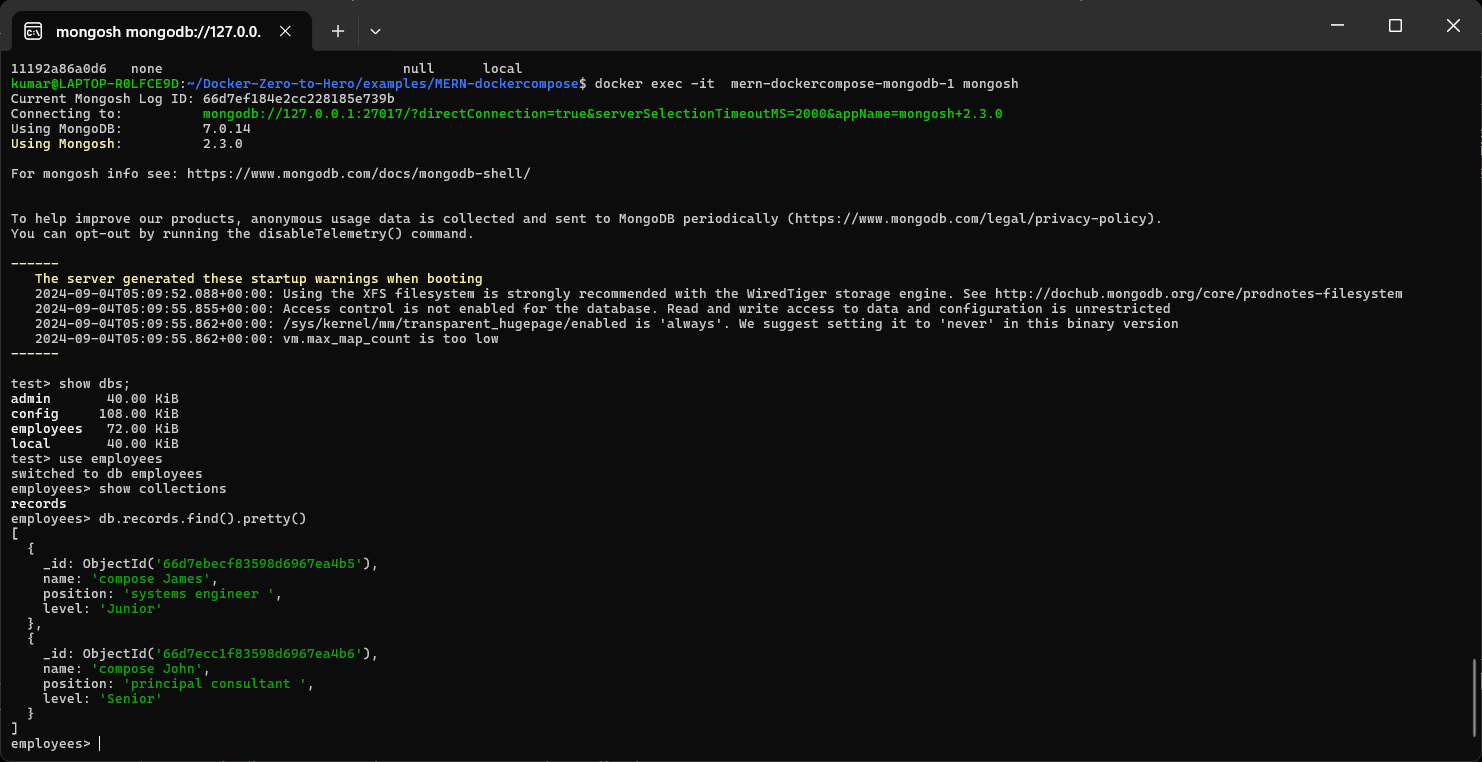 mongosh mongodb://127.0.0.
11192a86a0d6   none                              null      local
kumar@LAPTOP-R0LFCE9D:~/Docker-Zero-to-Hero/examples/MERN-dockercompose$ docker exec -it  mern-dockercompose-mongodb-1 mongosh
Current Mongosh Log ID: 66d7ef184e2cc228185e739b
Connecting to:          mongodb://127.0.0.1:27017/?directConnection=true&serverSelectionTimeoutMS=2000&appName=mongosh+2.3.0
Using MongoDB:          7.0.14
Using Mongosh:          2.3.0
For mongosh info see: https://www.mongodb.com/docs/mongodb-shell/
To help improve our products, anonymous usage data is collected and sent to MongoDB periodically (https://www.mongodb.com/legal/privacy-policy).
You can opt-out by running the disableTelemetry() command.
------
   The server generated these startup warnings when booting
   2024-09-04T05:09:52.088+00:00: Using the XFS filesystem is strongly recommended with the WiredTiger storage engine. See http://dochub.mongodb.org/core/prodnotes-filesystem
   2024-09-04T05:09:55.855+00:00: Access control is not enabled for the database. Read and write access to data and configuration is unrestricted
   2024-09-04T05:09:55.862+00:00: /sys/kernel/mm/transparent_hugepage/enabled is 'always'. We suggest setting it to 'never' in this binary version
   2024-09-04T05:09:55.862+00:00: vm.max_map_count is too low
------
test> show dbs;
admin       40.00 KiB
config     108.00 KiB
employees   72.00 KiB
local       40.00 KiB
test> use employees
switched to db employees
employees> show collections
records
employees> db.records.find().pretty()
[
  {
    _id: ObjectId('66d7ebecf83598d6967ea4b5'),
    name: 'compose James',
    position: 'systems engineer ',
    level: 'Junior'
  },
  {
    _id: ObjectId('66d7ecc1f83598d6967ea4b6'),
    name: 'compose John',
    position: 'principal consultant ',
    level: 'Senior'
  }
]
employees>